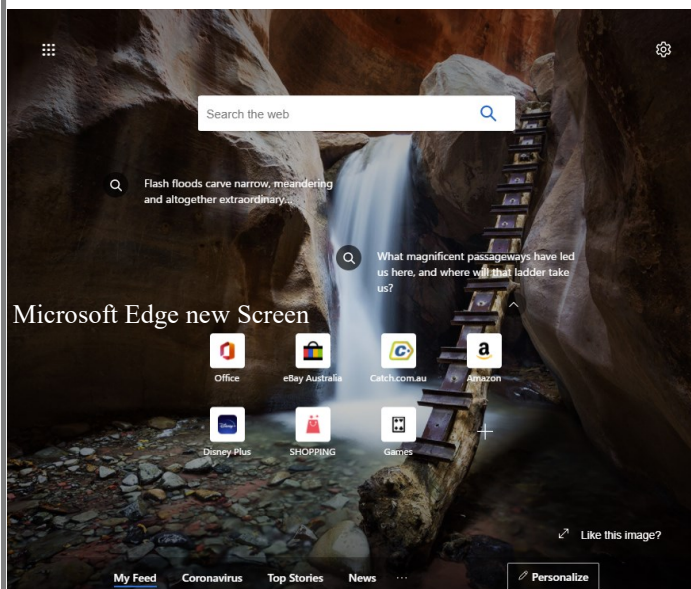 Search the web
Flash floods carve narrow, meandering
and altogether extraordinary...
What magnificent passageways have led
us here, and where will that ladder take
us?
Microsoft Edge new Screen
Office
eBay Australia
Catch.com.au
Amazon
Disney Plus
SHOPPING
Games
Like this image?
My Feed
Coronavirus
Top Stories
News
...
Personalize